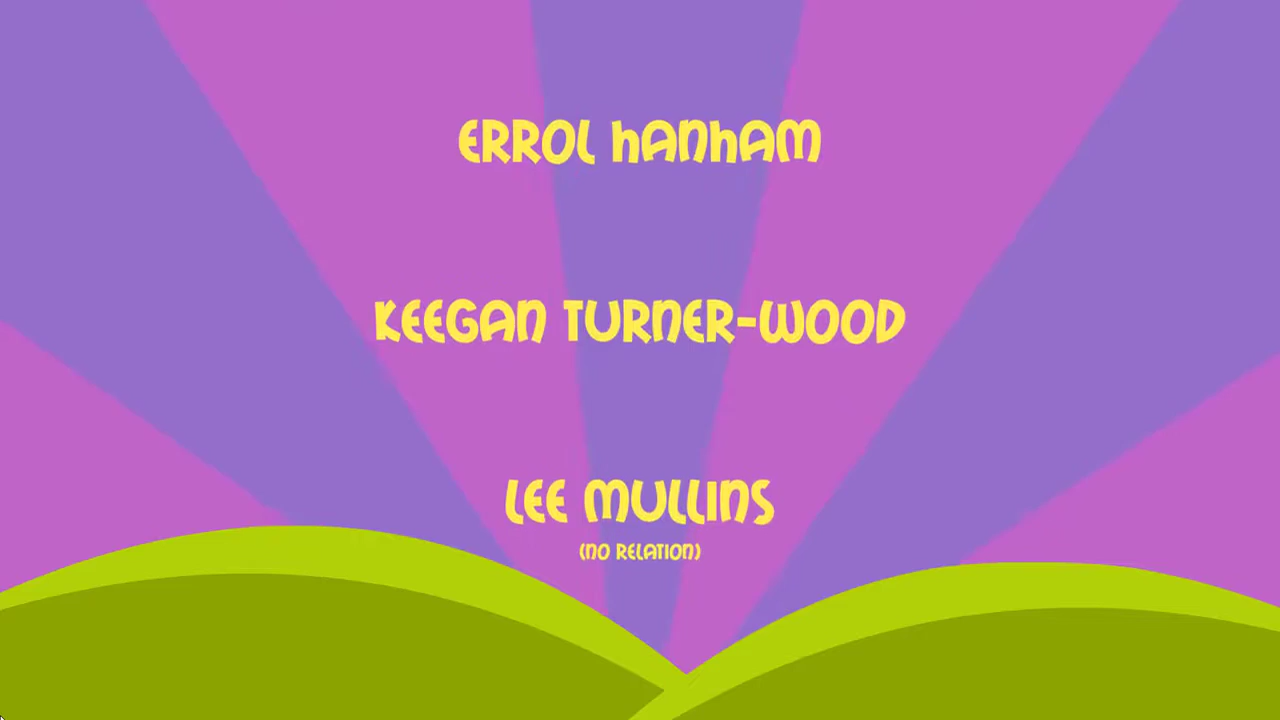 ERROL HANHAM
KEEGAN TURNER-WOOD
LEE MULLINS
(NO RELATION)